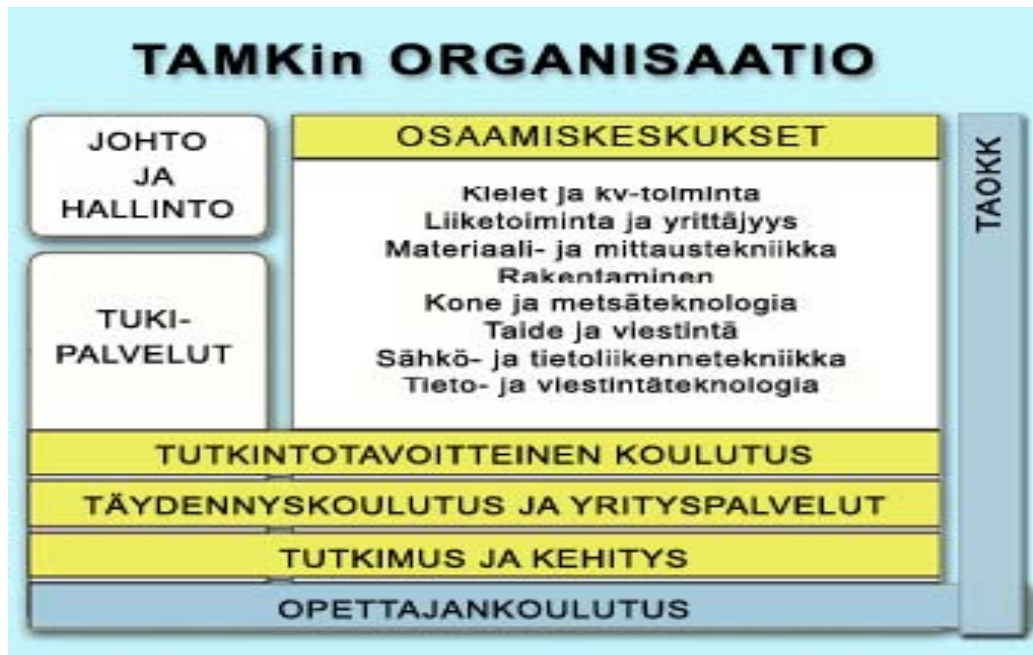 TAMKin ORGANISAATIO
JOHTO
JA
HALLINTO
TUKI-
PALVELUT
OSAAMISKESKUKSET
Kielet ja kv-toiminta
Liiketoiminta ja yrittäjyys
Materiaali- ja mittaustekniikka
Rakentaminen
Kone ja metsäteknologia
Taide ja viestintä
Sähkö- ja tietoliikennetekniikka
Tieto- ja viestintäteknologia
TUTKINTOTAVOITTEINEN KOULUTUS
TÄYDENNYSKOULUTUS JA YRITYSPALVELUT
TUTKIMUS JA KEHITYS
OPETTAJANKOULUTUS
TAOKK